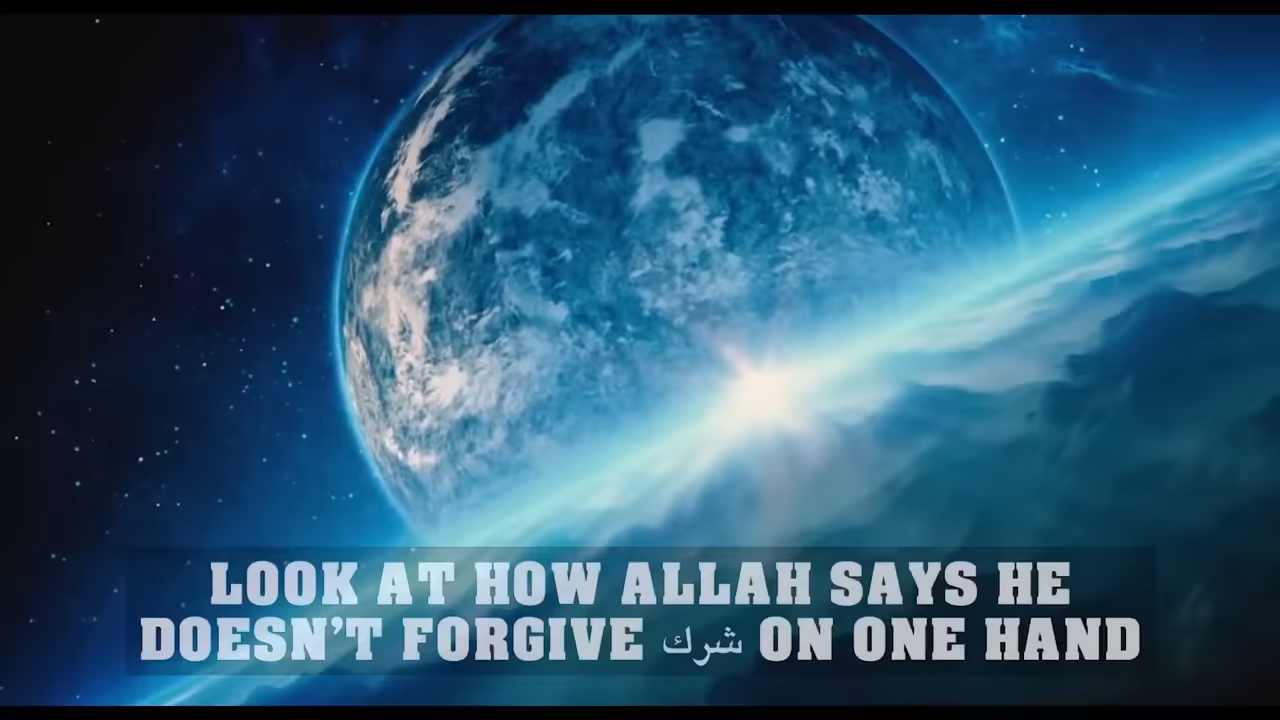 LOOK AT HOW ALLAH SAYS HE
DOESN'T FORGIVE شرك ON ONE HAND